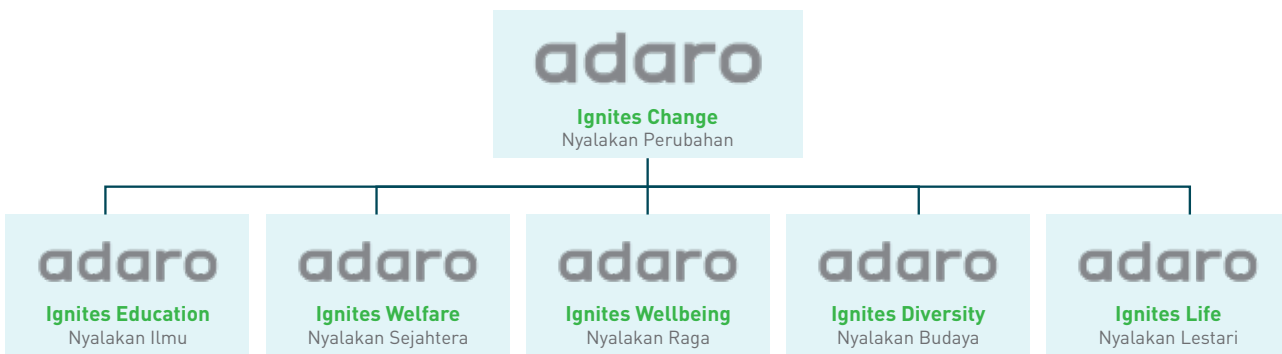 adaro
Ignites Change
Nyalakan Perubahan
adaro
Ignites Education
Nyalakan Ilmu
adaro
Ignites Welfare
Nyalakan Sejahtera
adaro
Ignites Wellbeing
Nyalakan Raga
adaro
Ignites Diversity
Nyalakan Budaya
adaro
Ignites Life
Nyalakan Lestari